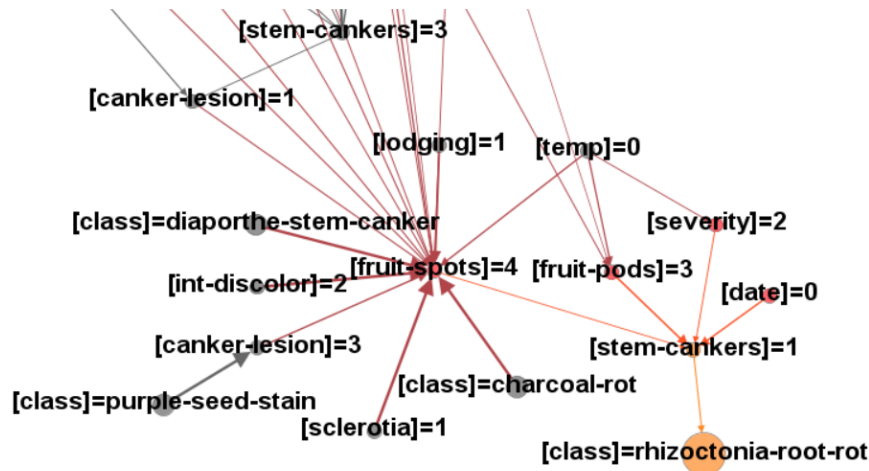 [stem-cankers]=3
[canker-lesion]=1
[lodging]=1
[temp]=0
[class]=diaporthe-stem-canker
[severity]=2
[fruit-spots]=4
[fruit-pods]=3
[int-discolor]=2
[date]=0
[canker-lesion]=3
[stem-cankers]=1
[class]=charcoal-rot
[class]=purple-seed-stain
[sclerotia]=1
[class]=rhizoctonia-root-rot